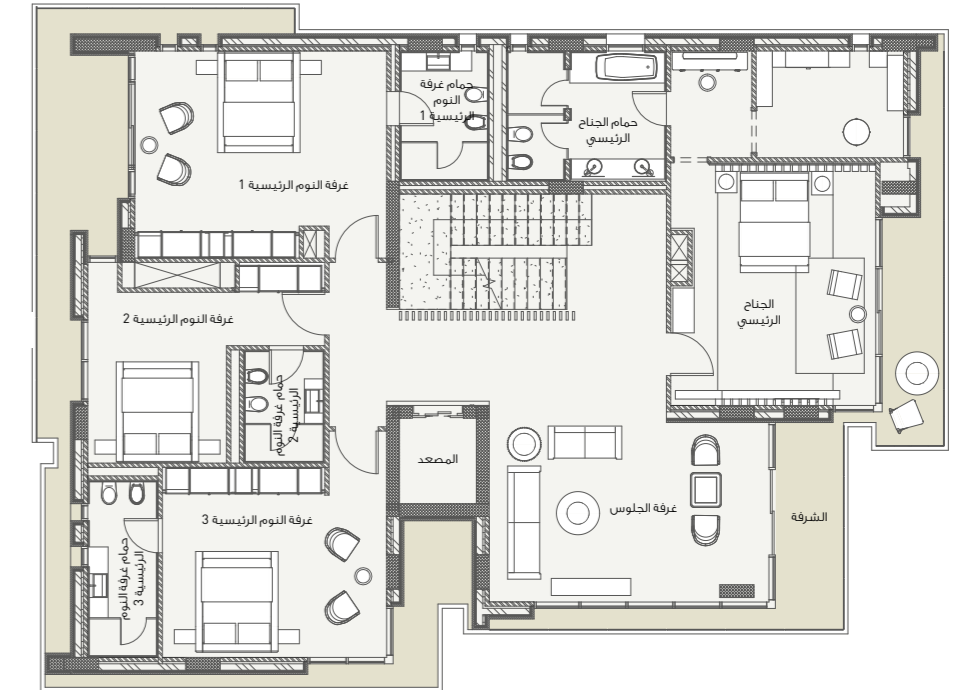 حمام غرفة
النوم
الرئيسية 1
حمام الجناح
الرئيسي
غرفة النوم الرئيسية 1
الجناح
الرئيسي
غرفة النوم الرئيسية 2
حمام غرفة النوم
الرئيسية 2
المصعد
غرفة الجلوس
الشرفة
غرفة النوم الرئيسية 3
حمام غرفة النوم
الرئيسية 3